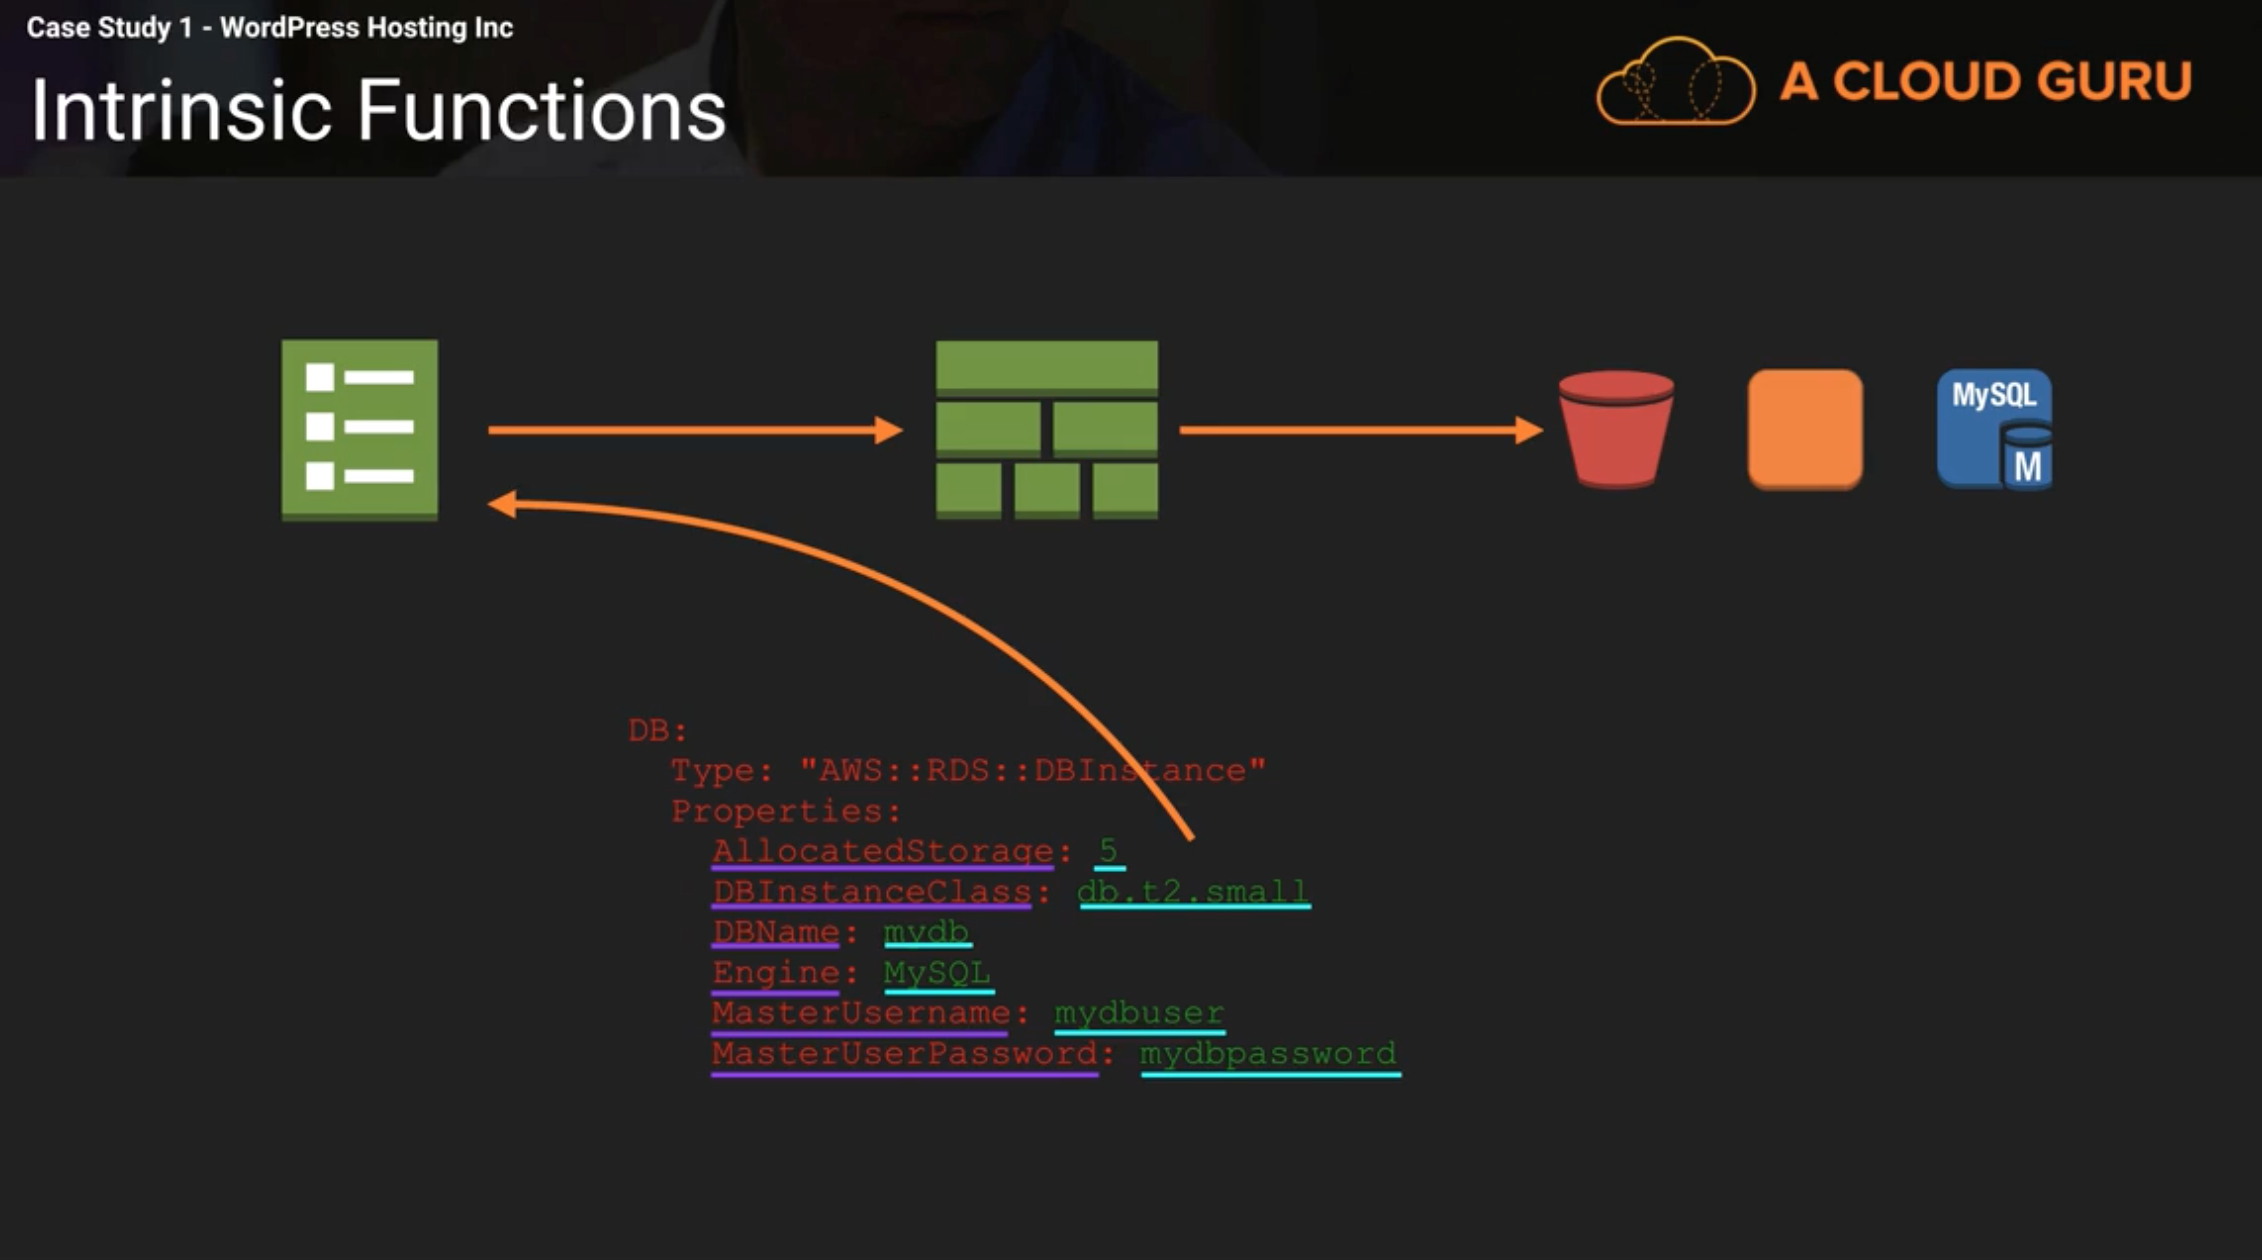 Case Study 1 - WordPress Hosting Inc
Intrinsic Functions
A CLOUD GURU
MySQL
M
DB:
Type: "AWS::RDS::DBInstance"
Properties:
AllocatedStorage: 5
DBInstanceClass: db.t2.small
DBName: mydb
Engine: MySQL
MasterUsername: mydbuser
MasterUserPassword: mydbpassword